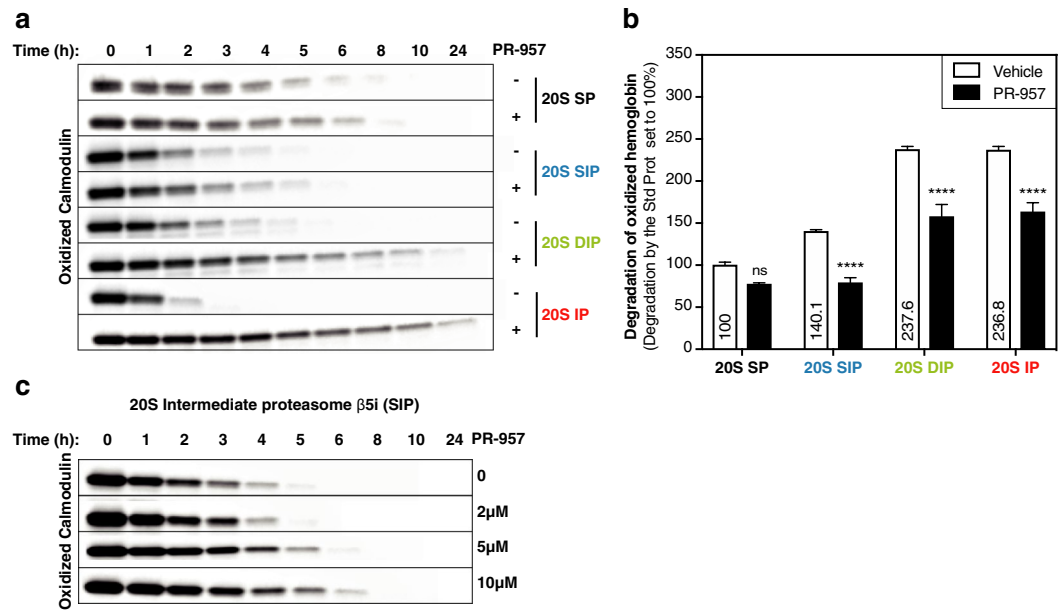 a
Time (h): 0 1 2 3 4 5 6 8 10 24 PR-957
Oxidized Calmodulin
-
+
20S SP
-
+
20S SIP
-
+
20S DIP
-
+
20S IP
b
Degradation of oxidized hemoglobin
(Degradation by the Std Prot set to 100%)
350
300
250
200
150
100
50
0
Vehicle
PR-957
ns
****
****
****
100
140.1
237.6
236.8
20S SP 20S SIP 20S DIP 20S IP
c
20S Intermediate proteasome β5i (SIP)
Time (h): 0 1 2 3 4 5 6 8 10 24 PR-957
Oxidized Calmodulin
0
2µM
5µM
10µM